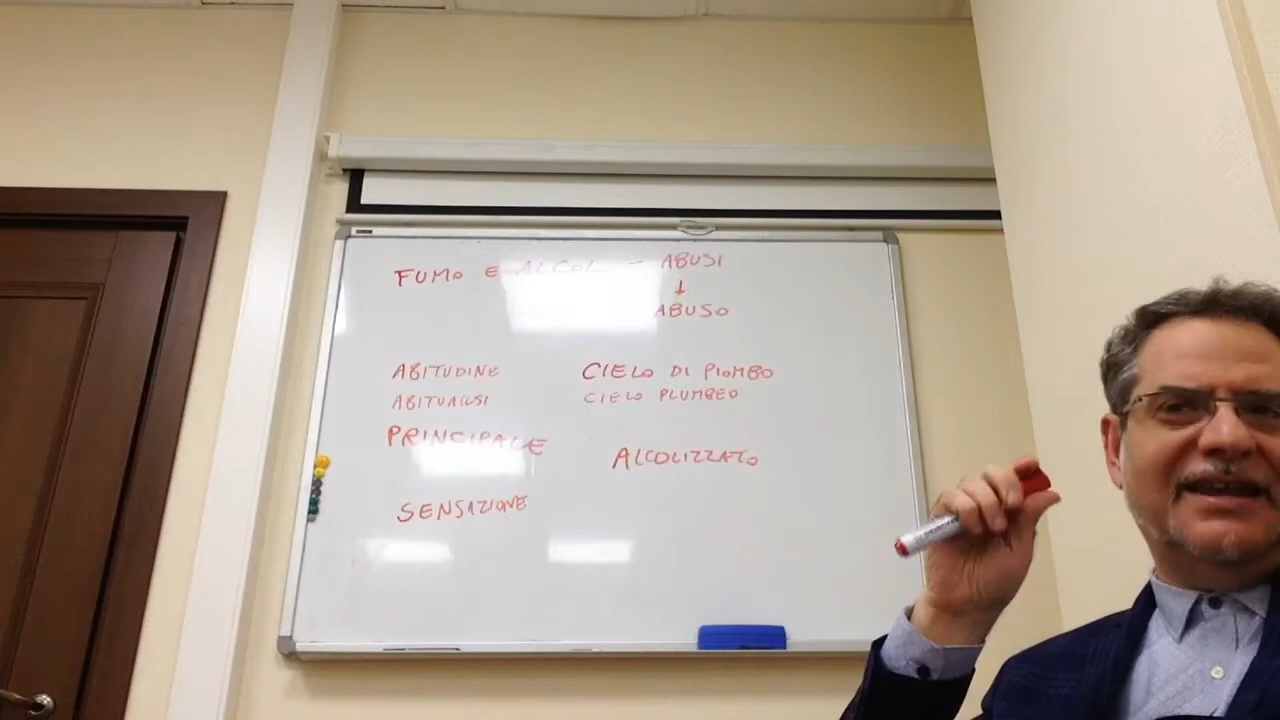 FUMO E ALCOL - ABUSI
↓
ABUSO
ABITUDINE
ABITUARSI
PRINCIPALE
SENSAZIONE
CIELO DI PIOMBO
CIELO PLUMBEO
ALCOLIZZATO